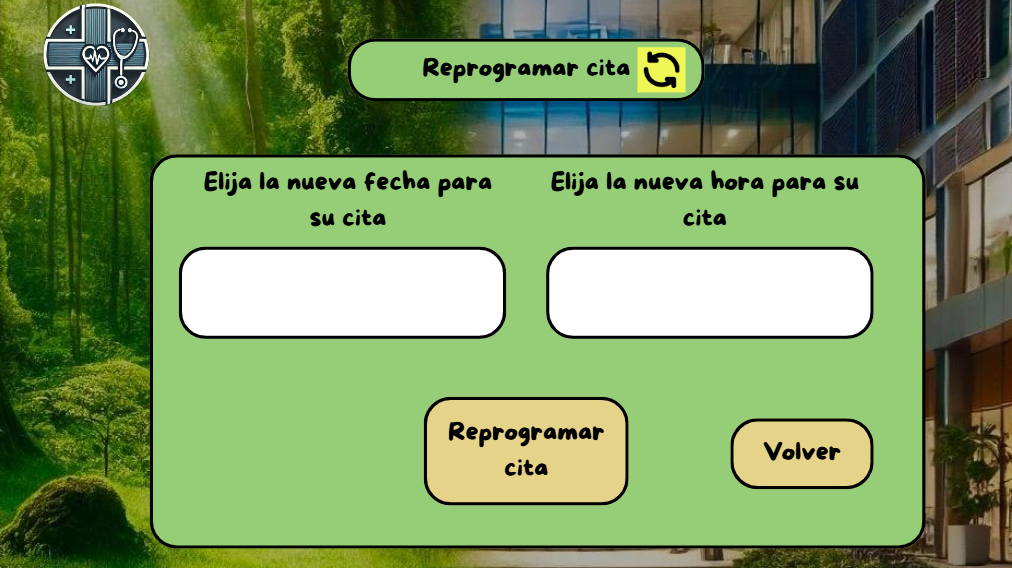 Reprogramar cita
Elija la nueva fecha para
su cita
Elija la nueva hora para su
cita
Reprogramar
cita
Volver